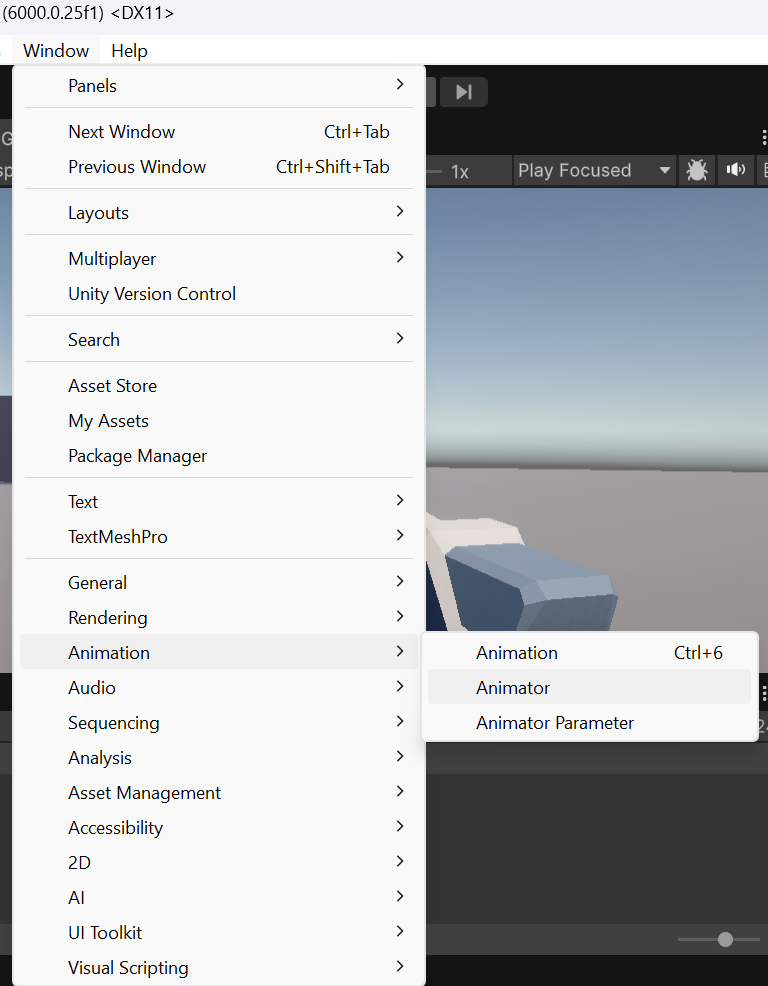 (6000.0.25f1) <DX11>
Window Help
Panels
Next Window Ctrl+Tab
Previous Window Ctrl+Shift+Tab
1x Play Focused
Layouts
Multiplayer
Unity Version Control
Search
Asset Store
My Assets
Package Manager
Text
TextMeshPro
General
Rendering
Animation
Animation Ctrl+6
Audio
Animator
Sequencing
Animator Parameter
Analysis
Asset Management
Accessibility
2D
AI
UI Toolkit
Visual Scripting